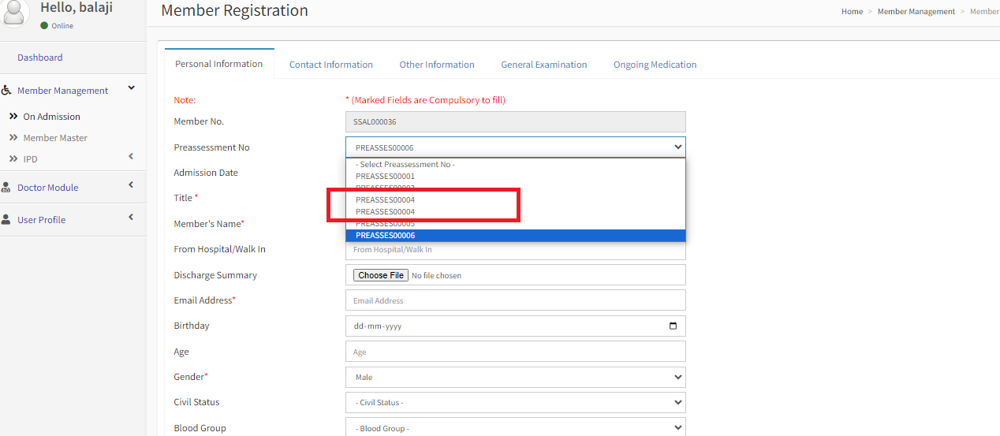 Hello, balaji
Online
Dashboard
Member Management
On Admission
Member Master
IPD
Doctor Module
User Profile
Member Registration
Home > Member Management > Member
Personal Information Contact Information Other Information General Examination Ongoing Medication
Note: * (Marked Fields are Compulsory to fill)
Member No. SSAL000036
Preassessment No PREASSES00006
- Select Preassessment No -
PREASSES00001
PREASSES00004
PREASSES00004
PREASSES00005
PREASSES00006
Admission Date
Title *
Member's Name*
From Hospital/Walk In From Hospital/Walk In
Discharge Summary Choose File No file chosen
Email Address* Email Address
Birthday dd-mm-yyyy
Age Age
Gender* Male
Civil Status - Civil Status -
Blood Group - Blood Group -